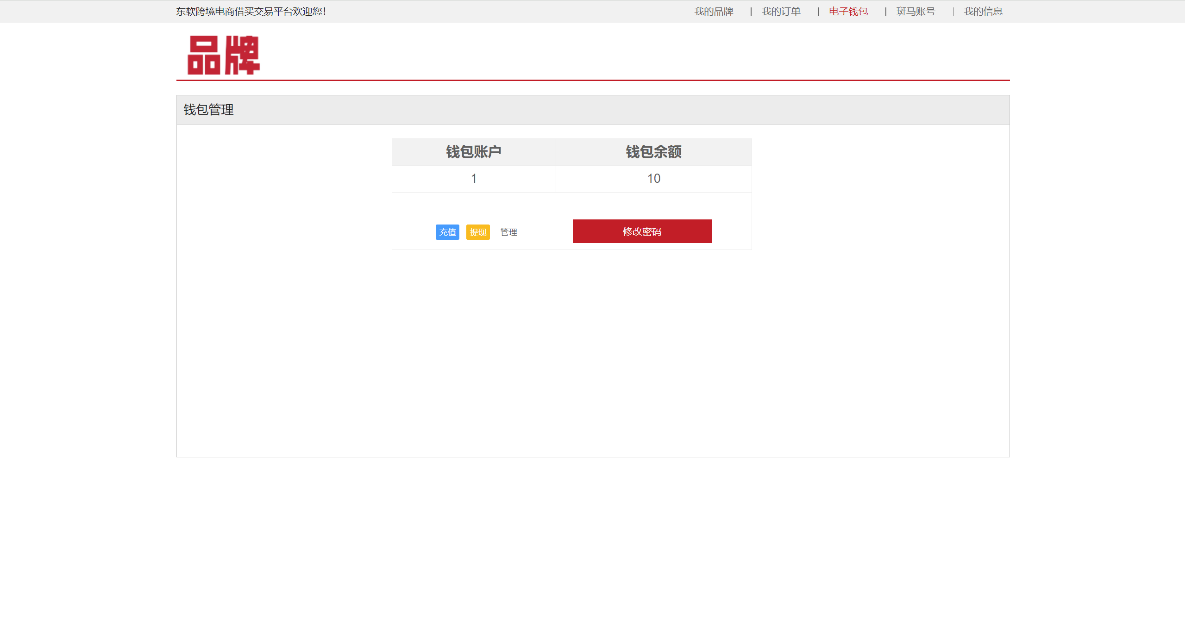 东软跨境电商借买交易平台欢迎您!
我的品牌 | 我的订单 | 电子钱包 | 斑马账号 | 我的信息
品牌
钱包管理
钱包账户 钱包余额
1 10
充值 提现 管理 修改密码